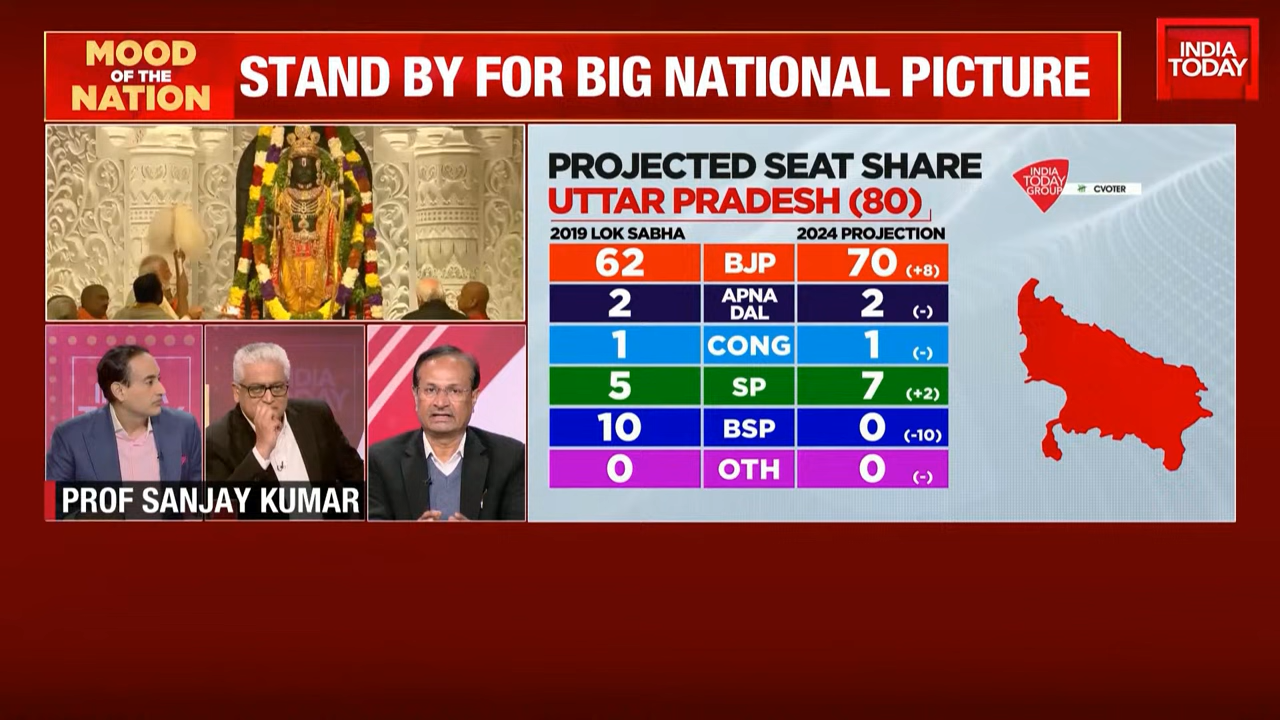 MOOD
OF THE
NATION
STAND BY FOR BIG NATIONAL PICTURE
INDIA
TODAY
PROJECTED SEAT SHARE
UTTAR PRADESH (80)
INDIA
TODAY
GROUP
CVOTER
2019 LOK SABHA 2024 PROJECTION
62 BJP 70 (+8)
2 APNA DAL 2 (-)
1 CONG 1 (-)
5 SP 7 (+2)
10 BSP 0 (-10)
0 OTH 0 (-)
PROF SANJAY KUMAR